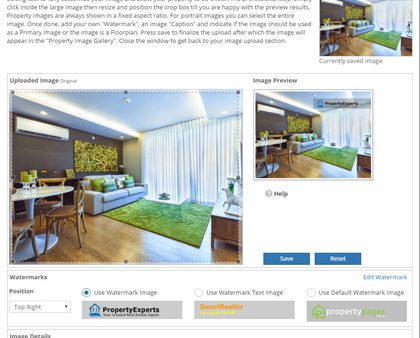 click inside the large image then resize and position the crop box till you are happy with the preview results.
Property Images are always shown in a fixed aspect ratio. For portrait images you can select the entire
image. Once done, add your own "Watermark", an image "Caption" and indicate if the image should be used
as a Primary Image or the image is a Floorplan. Press save to finalize the upload after which the image will
appear in the "Property Image Gallery". Close the window to get back to your image upload section.
Currently saved image
Uploaded Image Original
Image Preview
PropertyExperts
Help
Save Reset
Watermarks Edit Watermark
Position Use Watermark Image Use Watermark Text Image Use Default Watermark Image
Top Right PropertyExperts SmartRealtor propertypages
Your trusted Real Estate Agent
Image Details